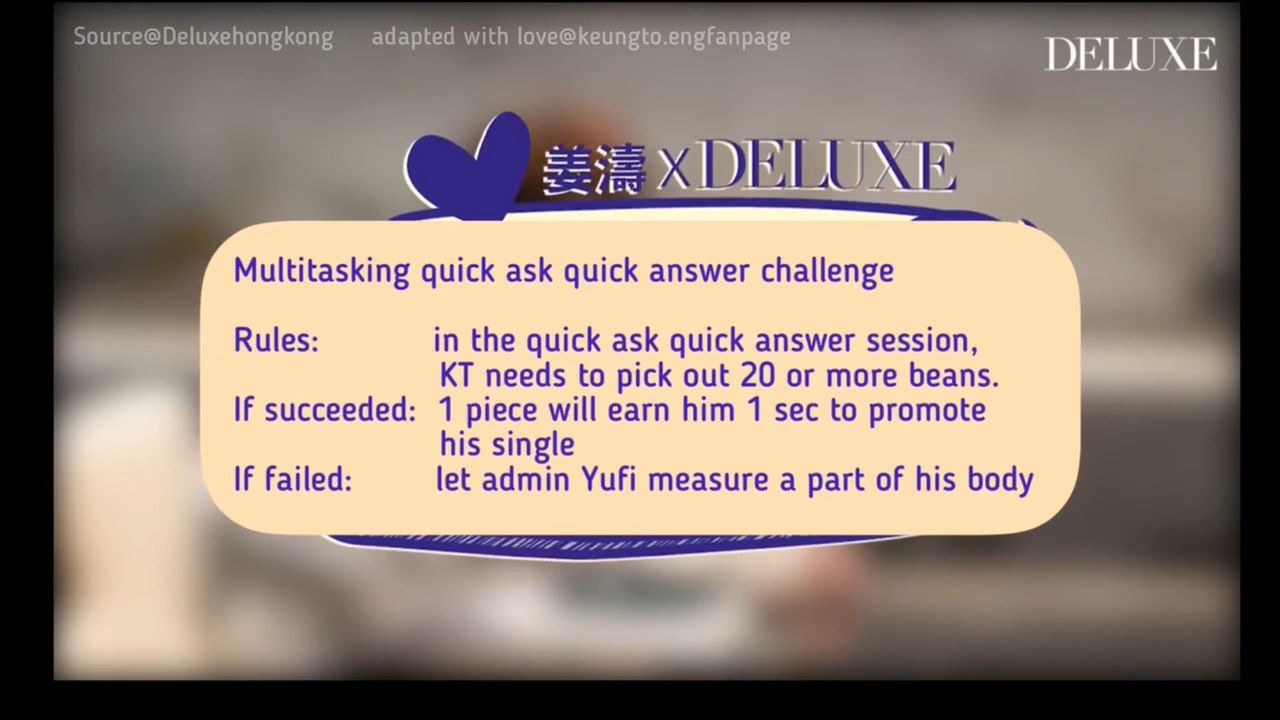 Source@Deluxehongkong adapted with love@keungto.engfanpage
DELUXE
姜濤 X DELUXE
Multitasking quick ask quick answer challenge
Rules: in the quick ask quick answer session,
KT needs to pick out 20 or more beans.
If succeeded: 1 piece will earn him 1 sec to promote
his single
If failed: let admin Yufi measure a part of his body